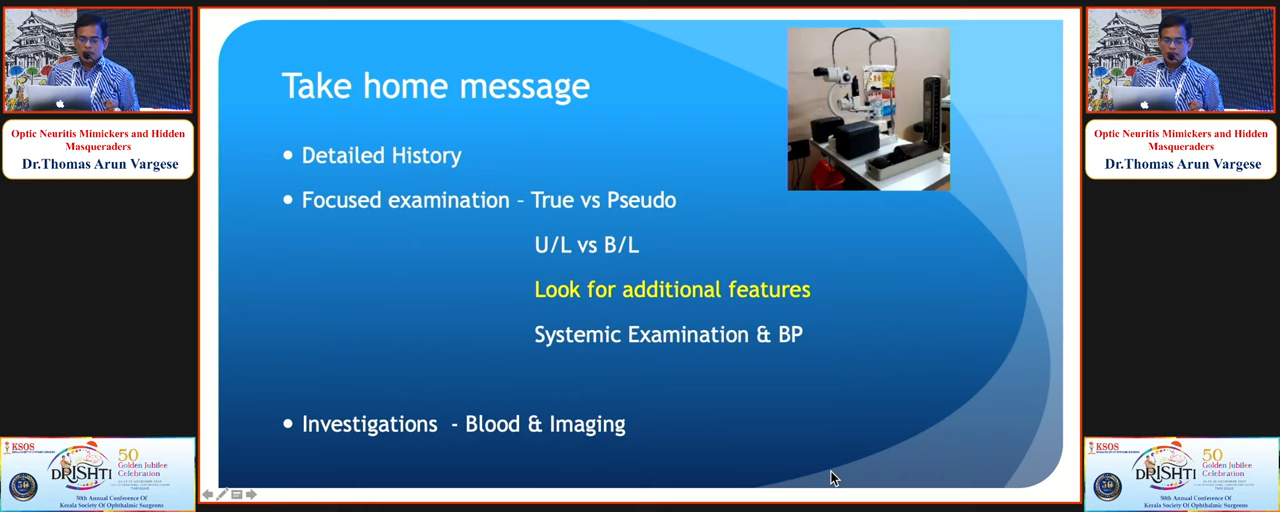 Optic Neuritis Mimickers and Hidden
Masqueraders
Dr.Thomas Arun Vargese
KSOS
50
Golden Jubilee
Celebration
DRISHTI
50th Annual Conference Of
Kerala Society Of Ophthalmic Surgeons
Take home message
• Detailed History
• Focused examination – True vs Pseudo
U/L vs B/L
Look for additional features
Systemic Examination & BP
• Investigations - Blood & Imaging
Optic Neuritis Mimickers and Hidden
Masqueraders
Dr.Thomas Arun Vargese
KSOS
50
Golden Jubilee
Celebration
DRISHTI
50th Annual Conference Of
Kerala Society Of Ophthalmic Surgeons